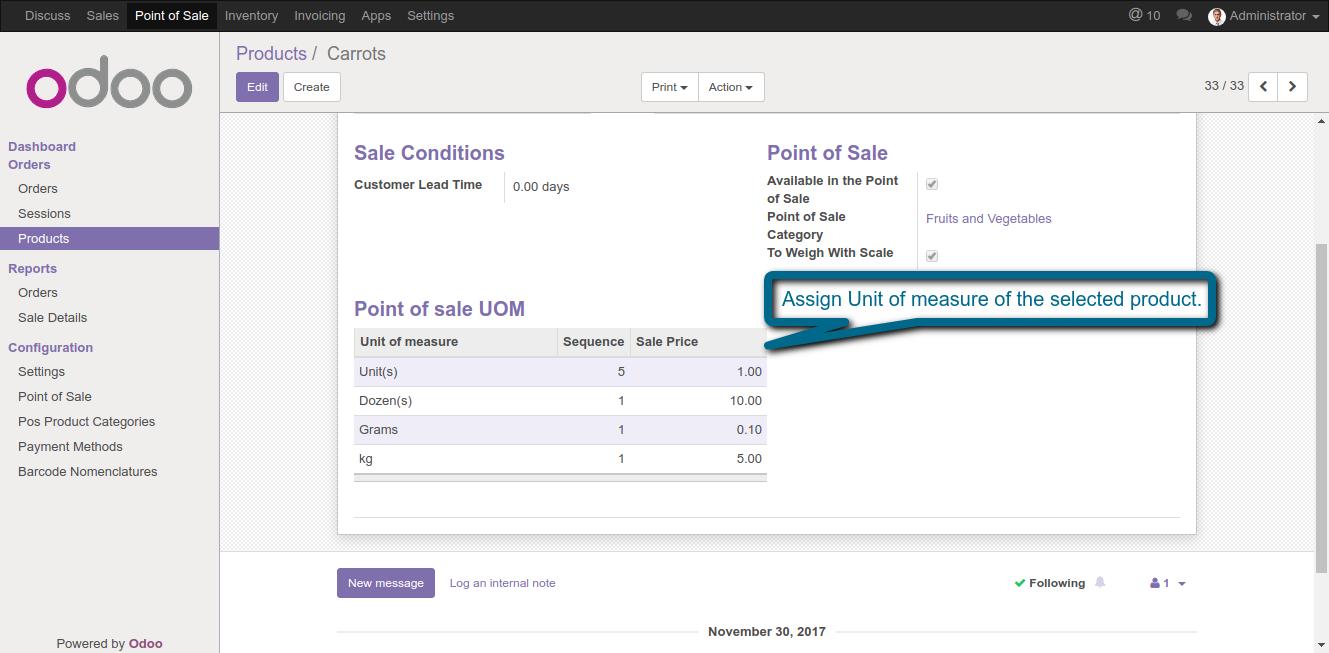 Discuss Sales Point of Sale Inventory Invoicing Apps Settings @ 10 Administrator
odoo
Products / Carrots
Edit Create Print Action 33 / 33
Dashboard
Orders
Orders
Sessions
Products
Reports
Orders
Sale Details
Configuration
Settings
Point of Sale
Pos Product Categories
Payment Methods
Barcode Nomenclatures
Powered by Odoo
Sale Conditions
Customer Lead Time 0.00 days
Point of Sale
Available in the Point
of Sale
Point of Sale
Category
Fruits and Vegetables
To Weigh With Scale
Assign Unit of measure of the selected product.
Point of sale UOM
Unit of measure Sequence Sale Price
Unit(s) 5 1.00
Dozen(s) 1 10.00
Grams 1 0.10
kg 1 5.00
New message Log an internal note Following 1
November 30, 2017